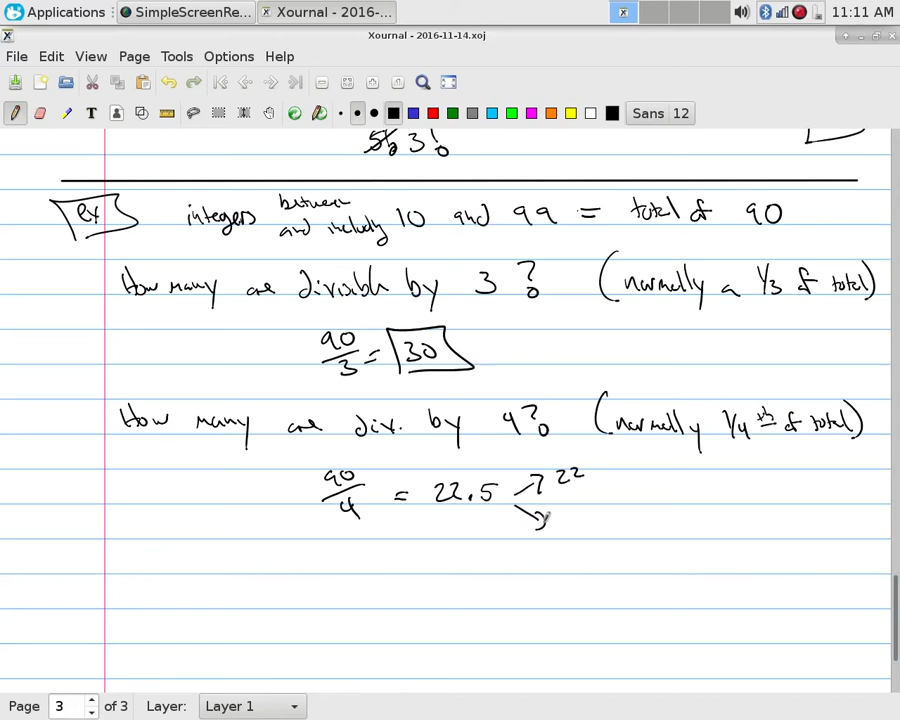 Applications SimpleScreenRe... Xournal - 2016-... 11:11 AM
Xournal - 2016-11-14.xoj
File Edit View Page Tools Options Help
Sans 12
3!
ex integers between and including 10 and 99 = total of 90
How many are divisible by 3? (normally a 1/3 of total)
90/3 = 30
How many are div. by 4? (normally 1/4th of total)
90/4 = 22.5 → 22
Page 3 of 3 Layer: Layer 1